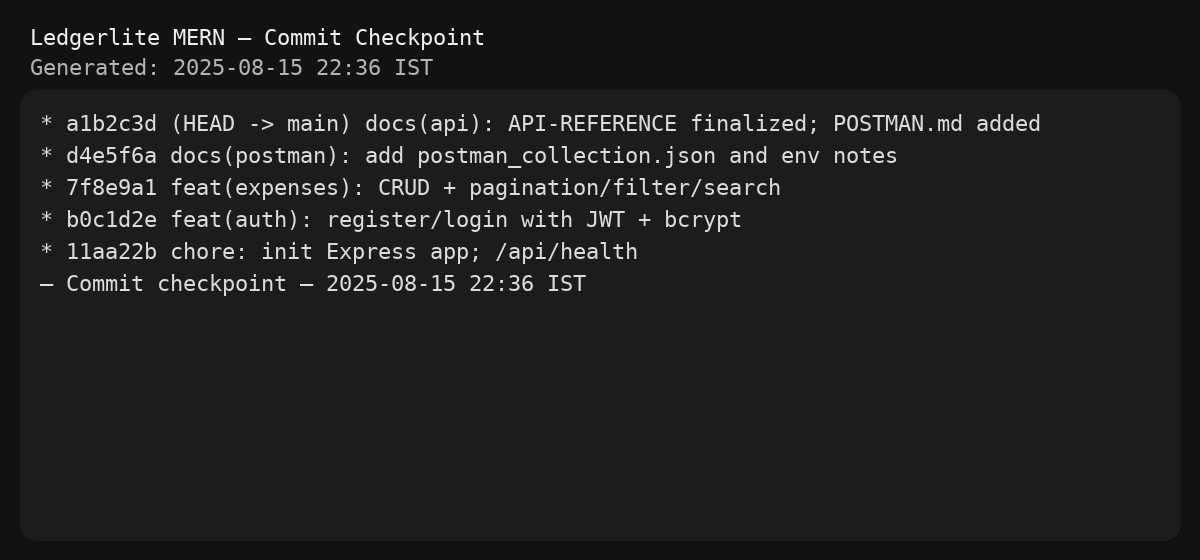 Ledgerlite MERN — Commit Checkpoint
Generated: 2025-08-15 22:36 IST
* a1b2c3d (HEAD -> main) docs(api): API-REFERENCE finalized; POSTMAN.md added
* d4e5f6a docs(postman): add postman_collection.json and env notes
* 7f8e9a1 feat(expenses): CRUD + pagination/filter/search
* b0c1d2e feat(auth): register/login with JWT + bcrypt
* 11aa22b chore: init Express app; /api/health
— Commit checkpoint — 2025-08-15 22:36 IST